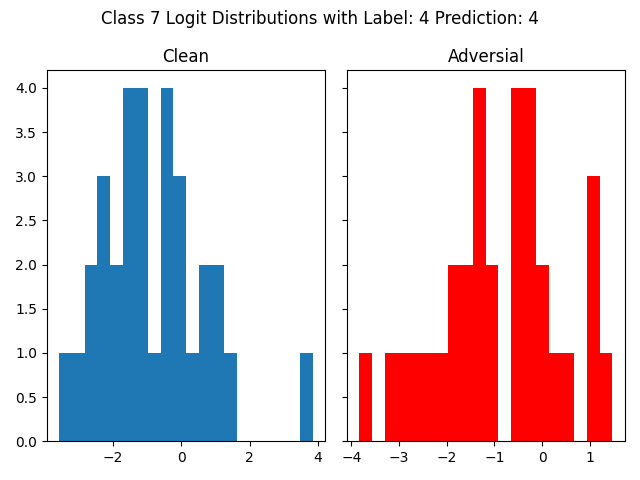 Class 7 Logit Distributions with Label: 4 Prediction: 4
Clean
Adversial
4.0
3.5
3.0
2.5
2.0
1.5
1.0
0.5
0.0
−2 0 2 4
−4 −3 −2 −1 0 1